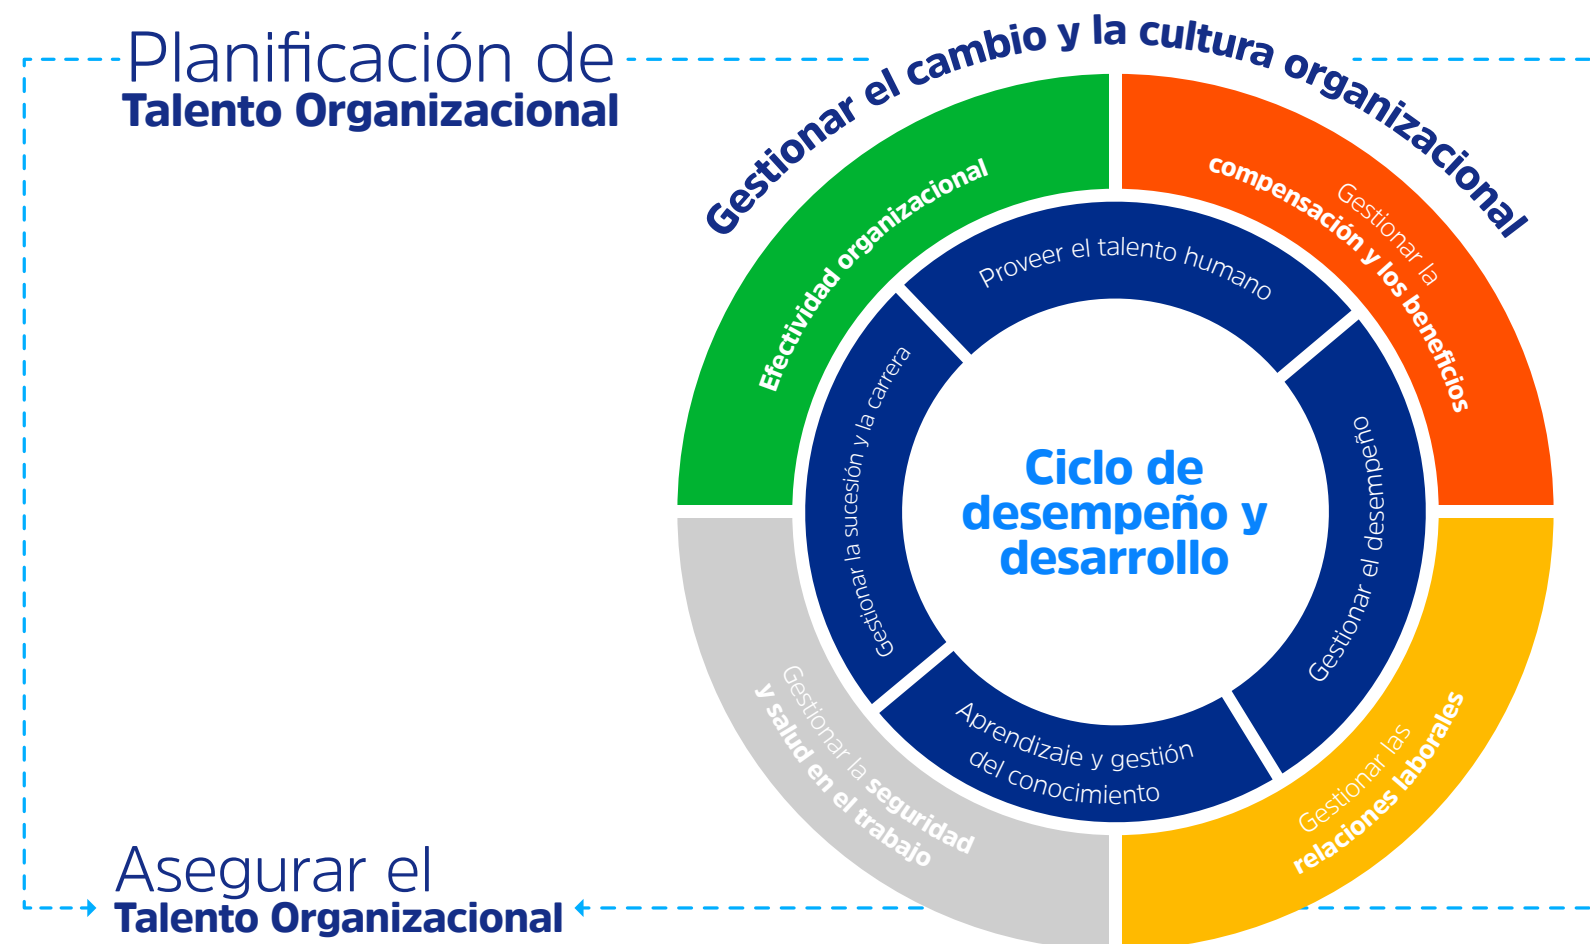 Planificación de
Talento Organizacional
Gestionar el cambio y la cultura organizacional
Efectividad organizacional
Gestionar la
compensación y los beneficios
Proveer el talento humano
Gestionar la sucesión y la carrera
Gestionar el desempeño
Ciclo de
desempeño y
desarrollo
Aprendizaje y gestión
del conocimiento
Gestionar la seguridad
y salud en el trabajo
Gestionar las
relaciones laborales
Asegurar el
Talento Organizacional